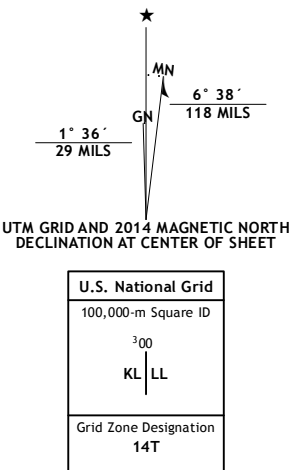 ★
MN
GN
6° 38´
118 MILS
1° 36´
29 MILS
UTM GRID AND 2014 MAGNETIC NORTH
DECLINATION AT CENTER OF SHEET
U.S. National Grid
100,000-m Square ID
³00
KL LL
Grid Zone Designation
14T